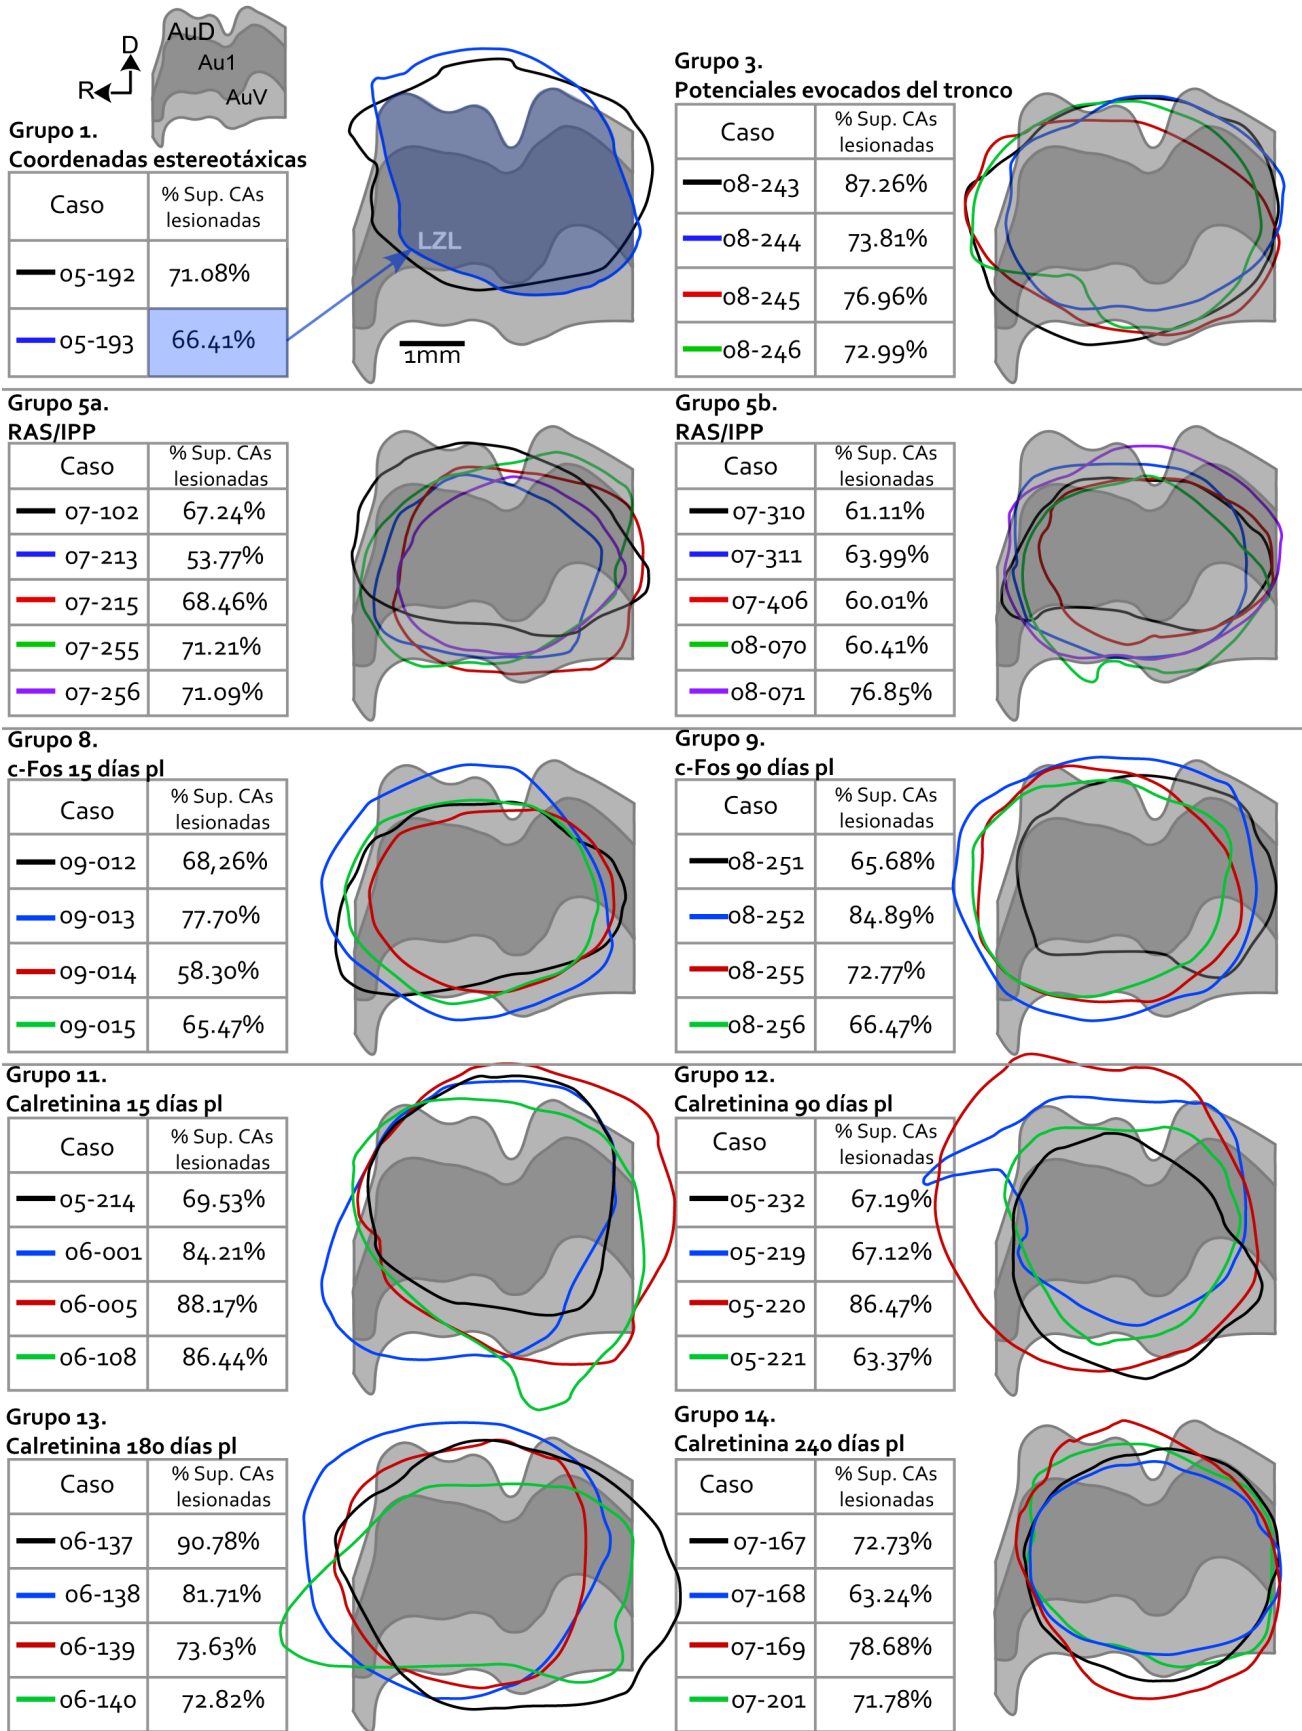 AuD
D
Au1
R
AuV
Grupo 1.
Coordenadas estereotáxicas
Caso
% Sup. CAs
lesionadas
05-192 71.08%
05-193 66.41%
LZL
1mm
Grupo 3.
Potenciales evocados del tronco
Caso
% Sup. CAs
lesionadas
08-243 87.26%
08-244 73.81%
08-245 76.96%
08-246 72.99%
Grupo 5a.
RAS/IPP
Caso
% Sup. CAs
lesionadas
07-102 67.24%
07-213 53.77%
07-215 68.46%
07-255 71.21%
07-256 71.09%
Grupo 5b.
RAS/IPP
Caso
% Sup. CAs
lesionadas
07-310 61.11%
07-311 63.99%
07-406 60.01%
08-070 60.41%
08-071 76.85%
Grupo 8.
c-Fos 15 días pl
Caso
% Sup. CAs
lesionadas
09-012 68,26%
09-013 77.70%
09-014 58.30%
09-015 65.47%
Grupo 9.
c-Fos 90 días pl
Caso
% Sup. CAs
lesionadas
08-251 65.68%
08-252 84.89%
08-255 72.77%
08-256 66.47%
Grupo 11.
Calretinina 15 días pl
Caso
% Sup. CAs
lesionadas
05-214 69.53%
06-001 84.21%
06-005 88.17%
06-108 86.44%
Grupo 12.
Calretinina 90 días pl
Caso
% Sup. CAs
lesionadas
05-232 67.19%
05-219 67.12%
05-220 86.47%
05-221 63.37%
Grupo 13.
Calretinina 180 días pl
Caso
% Sup. CAs
lesionadas
06-137 90.78%
06-138 81.71%
06-139 73.63%
06-140 72.82%
Grupo 14.
Calretinina 240 días pl
Caso
% Sup. CAs
lesionadas
07-167 72.73%
07-168 63.24%
07-169 78.68%
07-201 71.78%